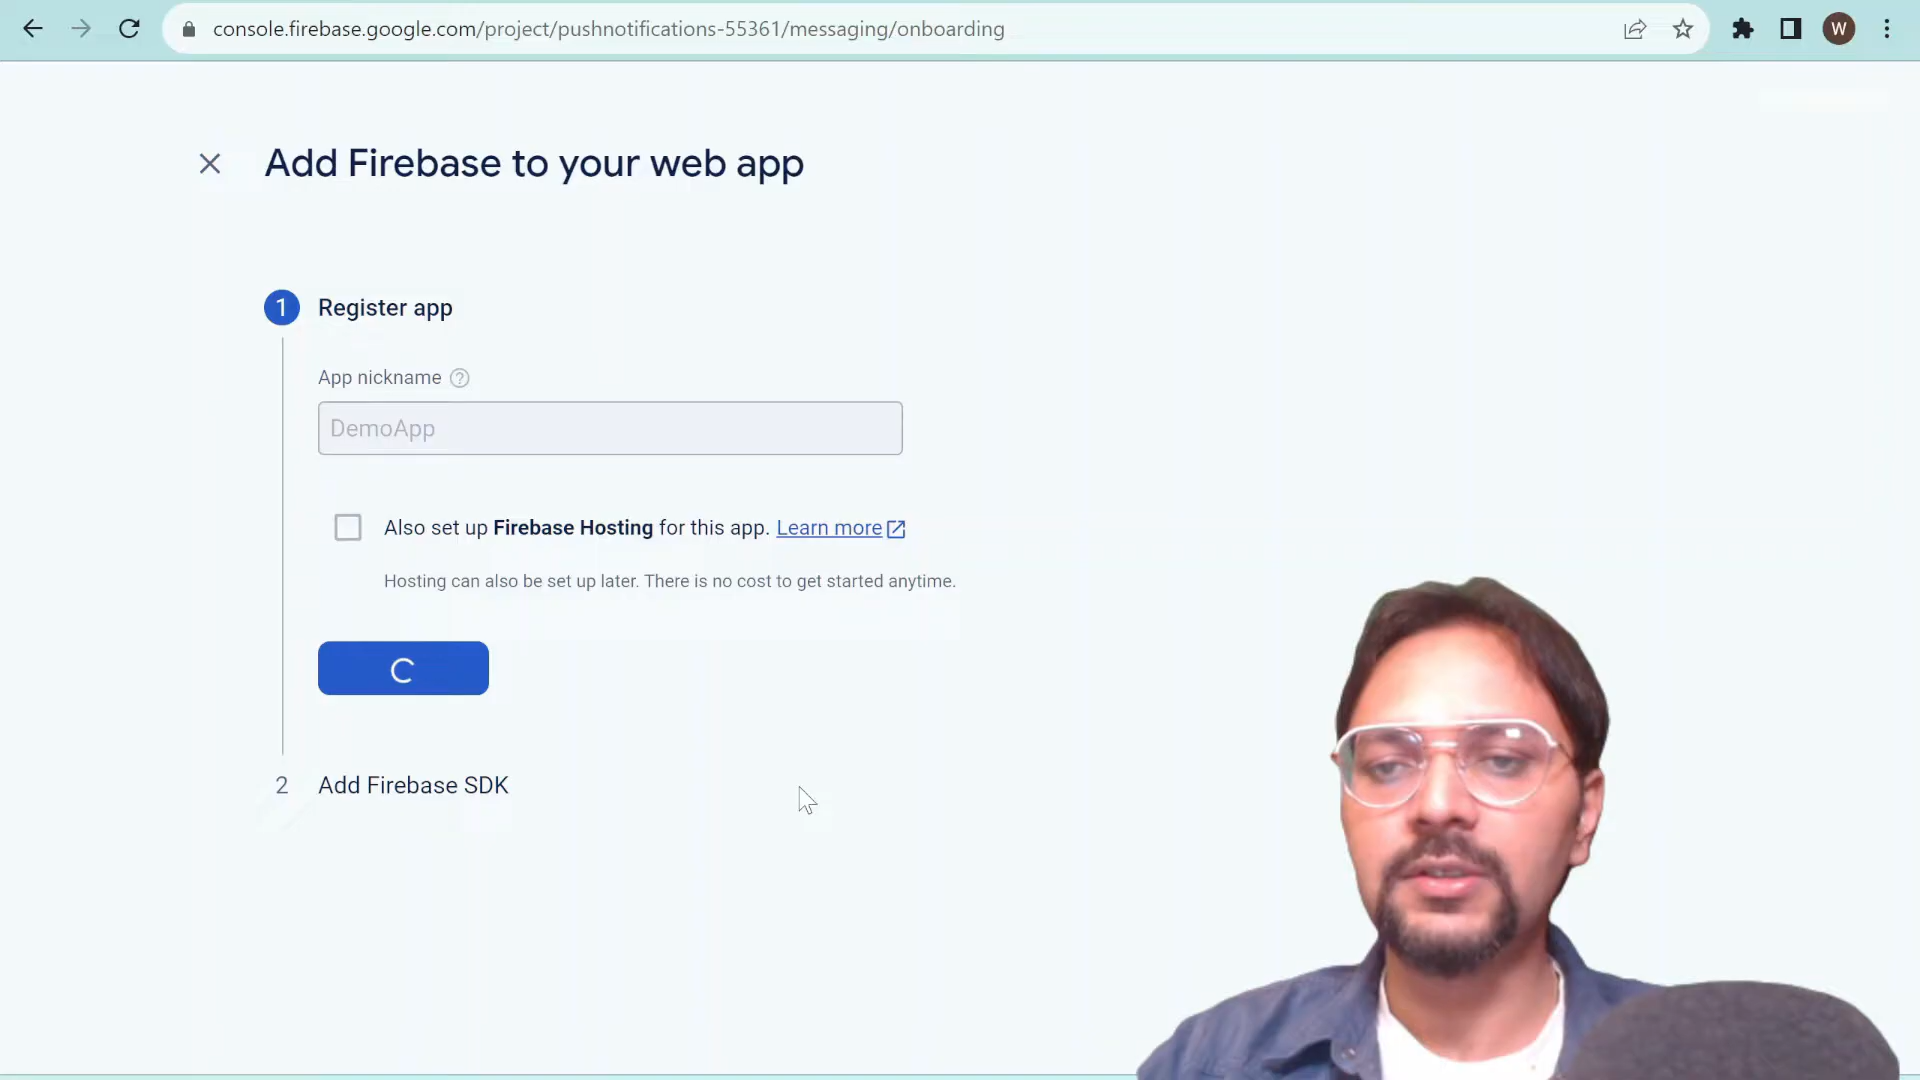 console.firebase.google.com/project/pushnotifications-55361/messaging/onboarding
W
Add Firebase to your web app
1 Register app
App nickname
DemoApp
Also set up Firebase Hosting for this app. Learn more
Hosting can also be set up later. There is no cost to get started anytime.
2 Add Firebase SDK